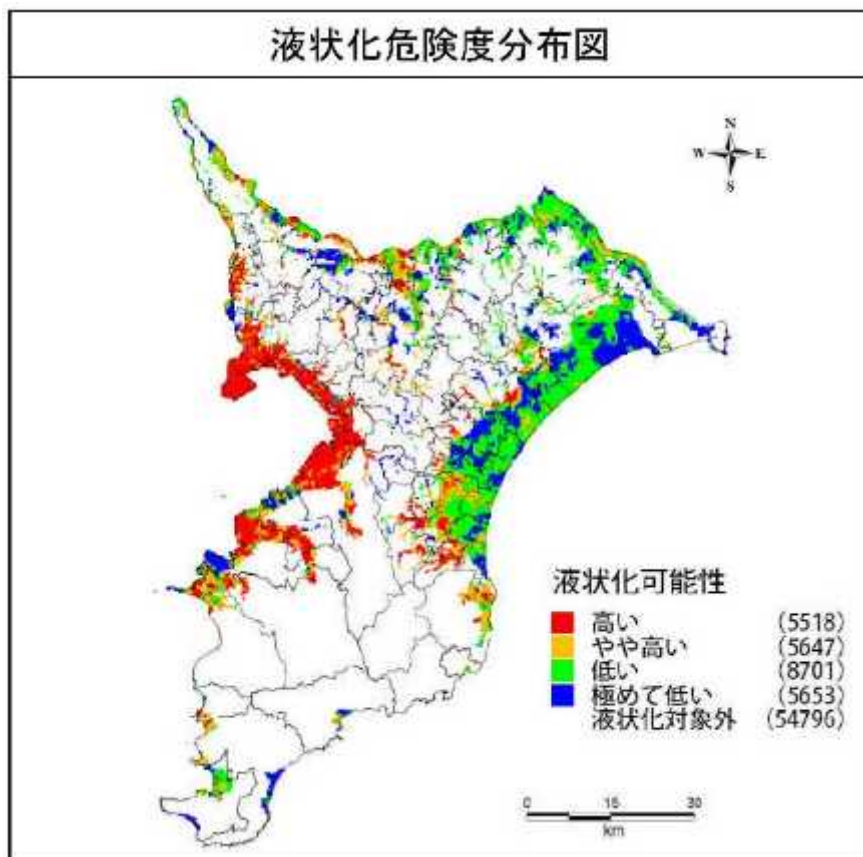 液状化危険度分布図
N
W E
S
液状化可能性
高い (5518)
やや高い (5647)
低い (8701)
極めて低い (5653)
液状化対象外 (54796)
0 15 30
km